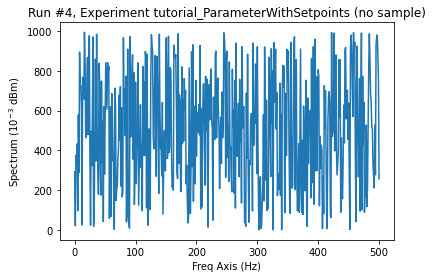 Run #4, Experiment tutorial_ParameterWithSetpoints (no sample)
1000
800
600
400
200
0
Spectrum (10⁻³ dBm)
0 100 200 300 400 500
Freq Axis (Hz)